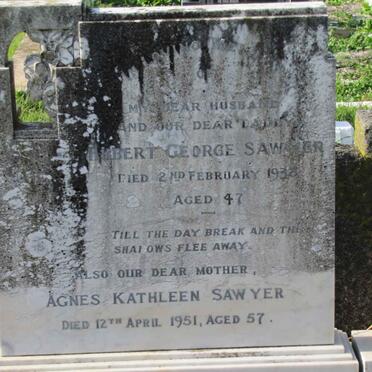 MY DEAR HUSBAND
AND OUR DEAR
GEORGE SAWYER
DIED 2ND FEBRUARY
AGED 47
TILL THE DAY BREAK AND THE
SHADOWS FLEE AWAY.
ALSO OUR DEAR MOTHER,
AGNES KATHLEEN SAWYER
DIED 12TH APRIL 1951, AGED 57.